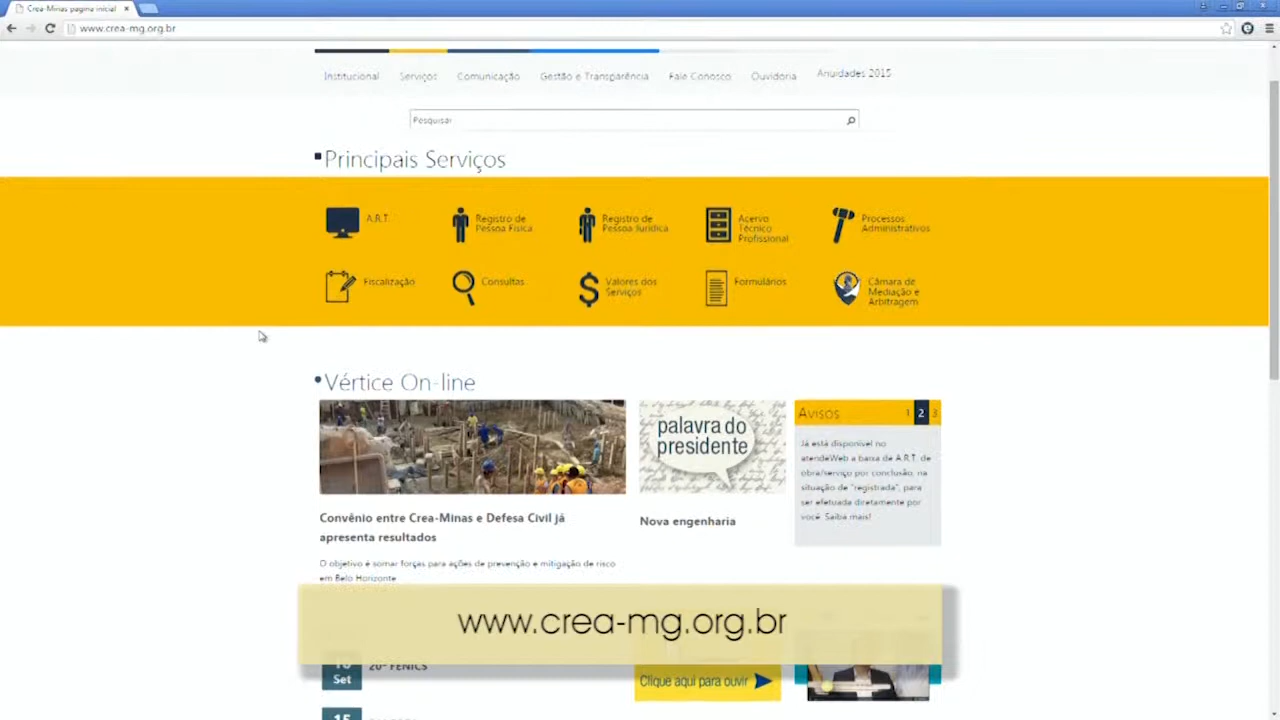 Crea-Minas pagina inicial
www.crea-mg.org.br
Institucional Serviços Comunicação Gestão e Transparência Fale Conosco Ouvidoria Anuidades 2015
Pesquisar
Principais Serviços
A.R.T.
Registro de
Pessoa Física
Registro de
Pessoa Jurídica
Acervo
Técnico
Profissional
Processos
Administrativos
Fiscalização
Consultas
Valores dos
Serviços
Formulários
Câmara de
Mediação e
Arbitragem
Vértice On-line
palavra do
presidente
Avisos 1 2 3
Já está disponível no
atendeWeb a baixa de A.R.T. de
obra/serviço por conclusão, na
situação de "registrada", para
ser efetuada diretamente por
você. Saiba mais!
Convênio entre Crea-Minas e Defesa Civil já
apresenta resultados
Nova engenharia
O objetivo é somar forças para ações de prevenção e mitigação de risco
em Belo Horizonte
www.crea-mg.org.br
Set
Clique aqui para ouvir
15